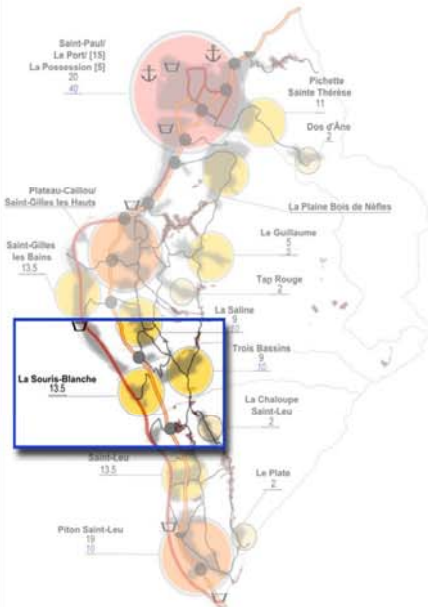 Saint-Paul/
Le Port/ [15]
La Possession [5]
20
40
Pichette
Sainte Thérèse
11
Dos d'Âne
2
Plateau-Caillou/
Saint-Gilles les Hauts
La Plaine Bois de Nèfles
Saint-Gilles
les Bains
13.5
Le Guillaume
5
Tap Rouge
2
La Saline
9
10
Trois Bassins
9
10
La Souris-Blanche
13.5
La Chaloupe
Saint-Leu
2
Saint-Leu
13.5
Le Plate
2
Piton Saint-Leu
19
10